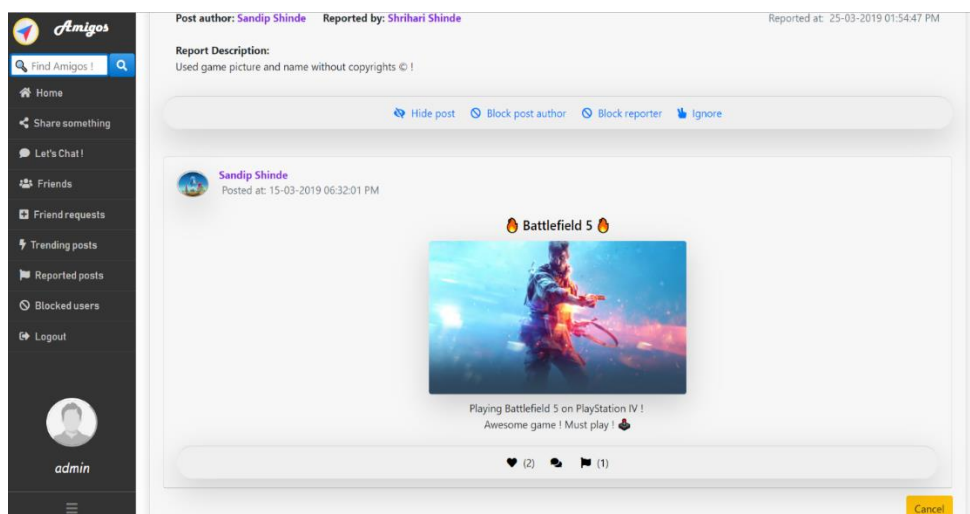 Amigos
Find Amigos !
Home
Share something
Let's Chat!
Friends
Friend requests
Trending posts
Reported posts
Blocked users
Logout
admin
Post author: Sandip Shinde Reported by: Shrihari Shinde Reported at: 25-03-2019 01:54:47 PM
Report Description:
Used game picture and name without copyrights © !
Hide post Block post author Block reporter Ignore
Sandip Shinde
Posted at: 15-03-2019 06:32:01 PM
🔥 Battlefield 5 🔥
Playing Battlefield 5 on PlayStation IV !
Awesome game ! Must play ! 🕹️
(2) (1)
Cancel